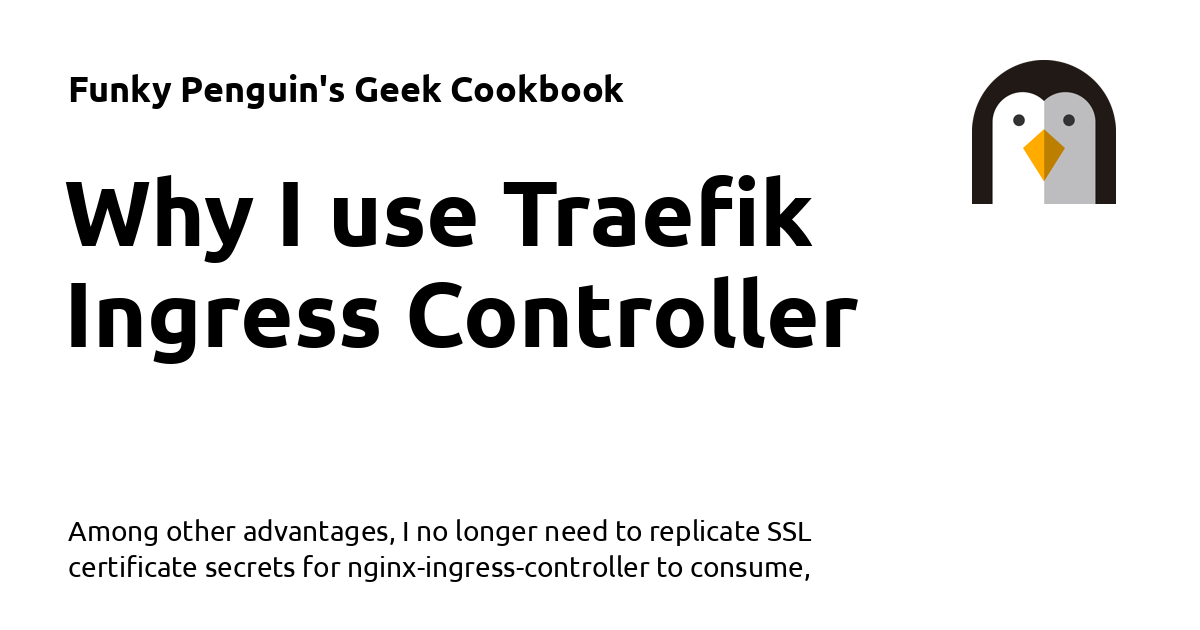 Funky Penguin's Geek Cookbook
Why I use Traefik
Ingress Controller
Among other advantages, I no longer need to replicate SSL
certificate secrets for nginx-ingress-controller to consume,